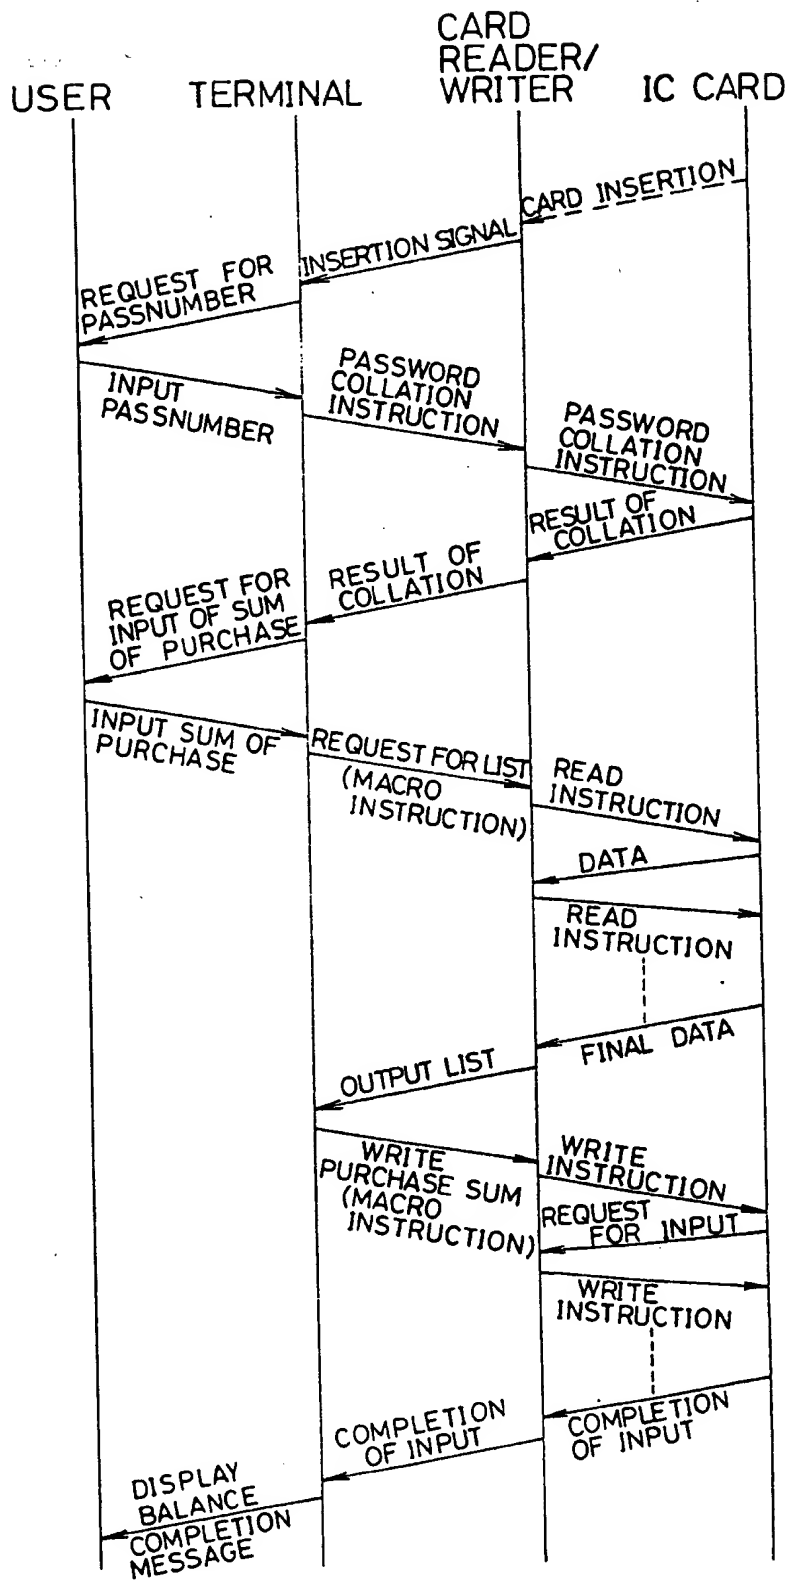 USER
TERMINAL
CARD
READER/
WRITER
IC CARD
CARD INSERTION
INSERTION SIGNAL
REQUEST FOR
PASSNUMBER
INPUT
PASSNUMBER
PASSWORD
COLLATION
INSTRUCTION
PASSWORD
COLLATION
INSTRUCTION
RESULT OF
COLLATION
RESULT OF
COLLATION
REQUEST FOR
INPUT OF SUM
OF PURCHASE
INPUT SUM OF
PURCHASE
REQUEST FOR LIST
(MACRO
INSTRUCTION)
READ
INSTRUCTION
DATA
READ
INSTRUCTION
FINAL DATA
OUTPUT LIST
WRITE
PURCHASE SUM
(MACRO
INSTRUCTION)
WRITE
INSTRUCTION
REQUEST
FOR INPUT
WRITE
INSTRUCTION
COMPLETION
OF INPUT
COMPLETION
OF INPUT
DISPLAY
BALANCE
COMPLETION
MESSAGE